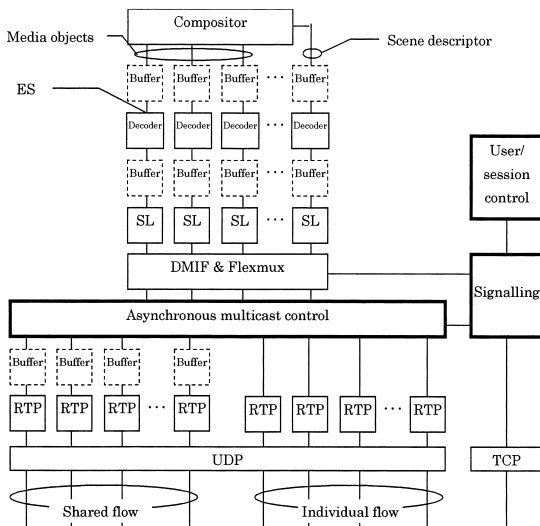 Compositor
Media objects
Scene descriptor
Buffer Buffer Buffer ··· Buffer
ES
Decoder Decoder Decoder ··· Decoder
Buffer Buffer Buffer ··· Buffer
User/
session
control
SL SL SL ··· SL
DMIF & Flexmux
Signalling
Asynchronous multicast control
Buffer Buffer Buffer Buffer
RTP RTP RTP ··· RTP RTP RTP RTP ··· RTP
UDP
TCP
Shared flow
Individual flow